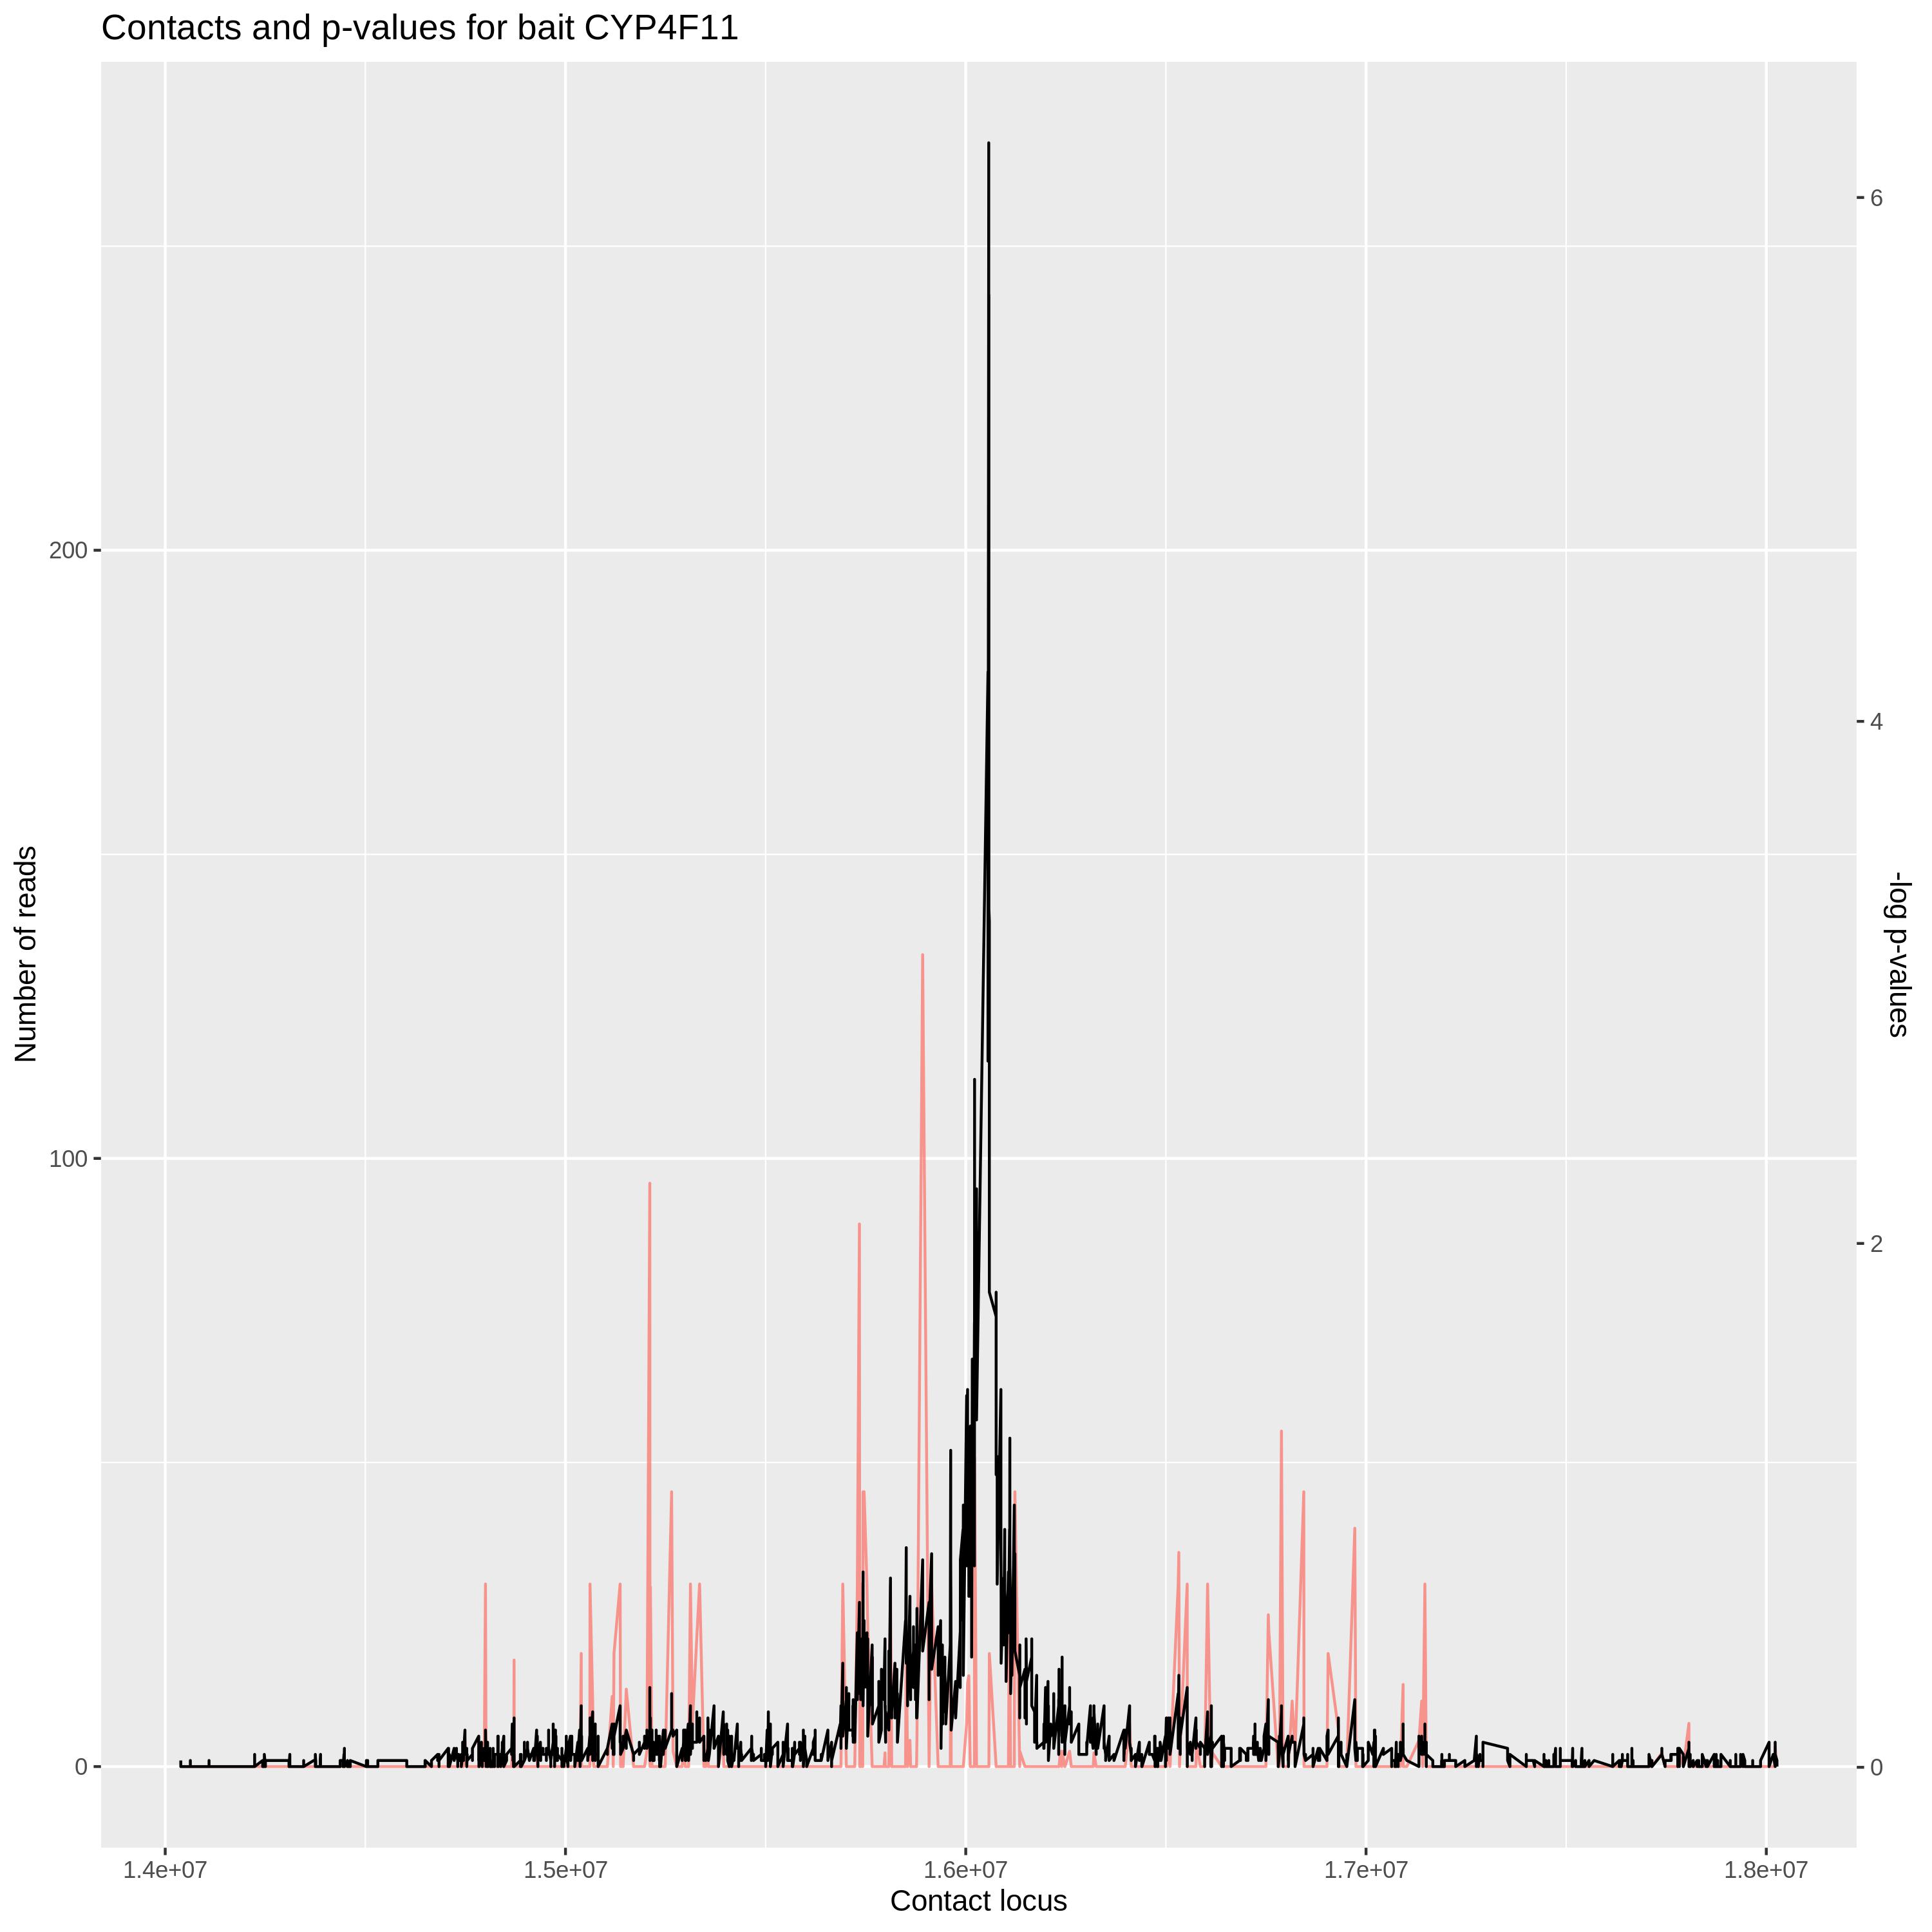 Contacts and p-values for bait CYP4F11
Number of reads
200
100
0
6
4
2
0
-log p-values
1.4e+07 1.5e+07 1.6e+07 1.7e+07 1.8e+07
Contact locus